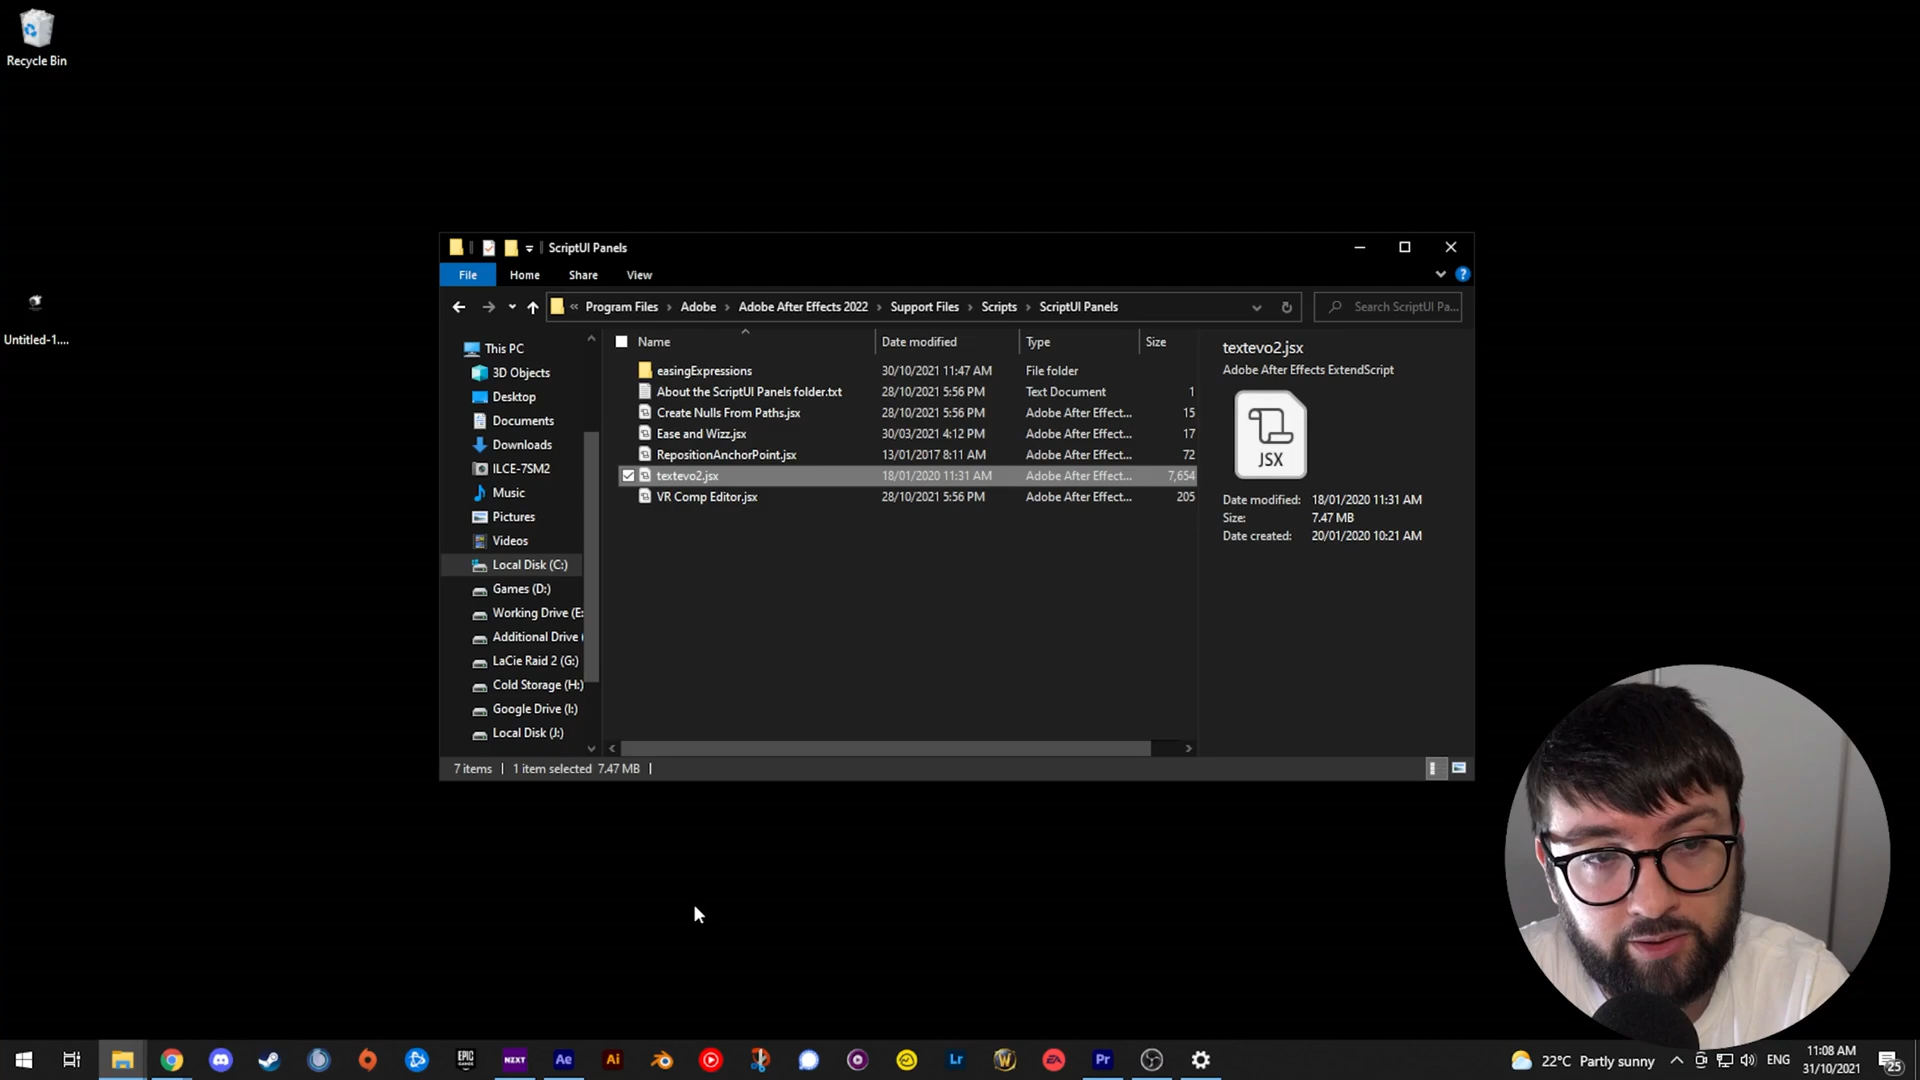 Recycle Bin
Untitled-1....
ScriptUI Panels
File
Home
Share
View
« Program Files › Adobe › Adobe After Effects 2022 › Support Files › Scripts › ScriptUI Panels
Search ScriptUI Pa...
This PC
3D Objects
Desktop
Documents
Downloads
ILCE-7SM2
Music
Pictures
Videos
Local Disk (C:)
Games (D:)
Working Drive (E:
Additional Drive (
LaCie Raid 2 (G:)
Cold Storage (H:)
Google Drive (I:)
Local Disk (J:)
Name Date modified Type Size
easingExpressions 30/10/2021 11:47 AM File folder
About the ScriptUI Panels folder.txt 28/10/2021 5:56 PM Text Document 1
Create Nulls From Paths.jsx 28/10/2021 5:56 PM Adobe After Effect... 15
Ease and Wizz.jsx 30/03/2021 4:12 PM Adobe After Effect... 17
RepositionAnchorPoint.jsx 13/01/2017 8:11 AM Adobe After Effect... 72
textevo2.jsx 18/01/2020 11:31 AM Adobe After Effect... 7,654
VR Comp Editor.jsx 28/10/2021 5:56 PM Adobe After Effect... 205
textevo2.jsx
Adobe After Effects ExtendScript
JSX
Date modified: 18/01/2020 11:31 AM
Size: 7.47 MB
Date created: 20/01/2020 10:21 AM
7 items
1 item selected 7.47 MB
EPIC GAMES
NZXT
Ae
Ai
Lr
W
EA
Pr
22°C Partly sunny
ENG
11:08 AM
31/10/2021
25